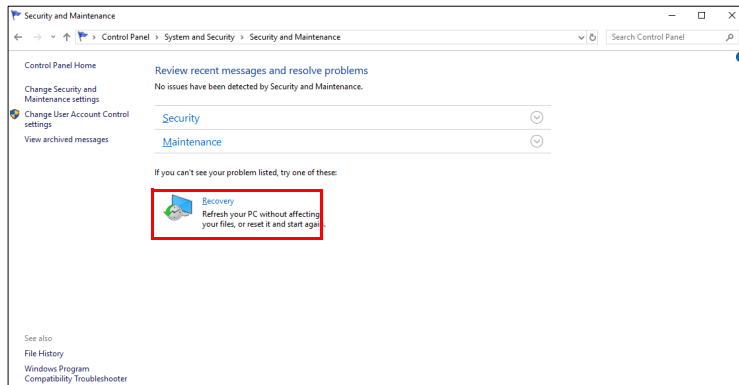 Security and Maintenance
Control Panel > System and Security > Security and Maintenance
Search Control Panel
Control Panel Home
Change Security and
Maintenance settings
Change User Account Control
settings
View archived messages
Review recent messages and resolve problems
No issues have been detected by Security and Maintenance.
Security
Maintenance
If you can't see your problem listed, try one of these:
Recovery
Refresh your PC without affecting
your files, or reset it and start again.
See also
File History
Windows Program
Compatibility Troubleshooter